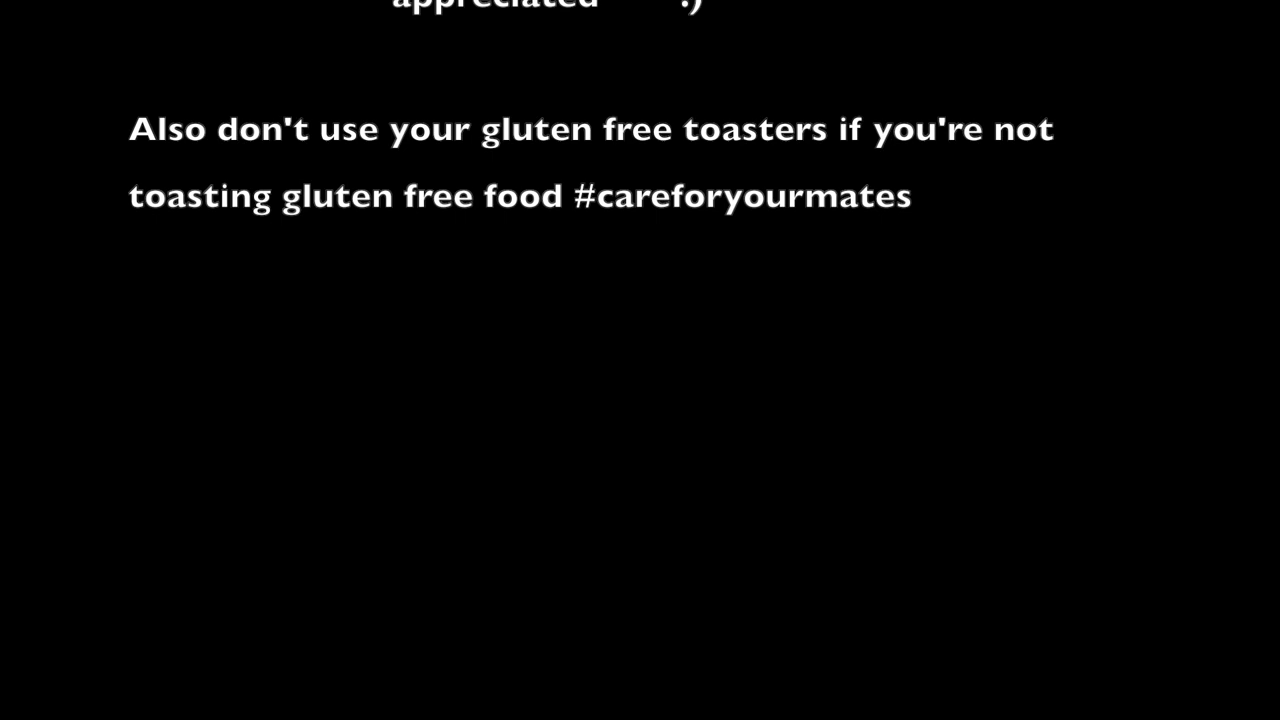 appreciated :)
Also don't use your gluten free toasters if you're not
toasting gluten free food #careforyourmates